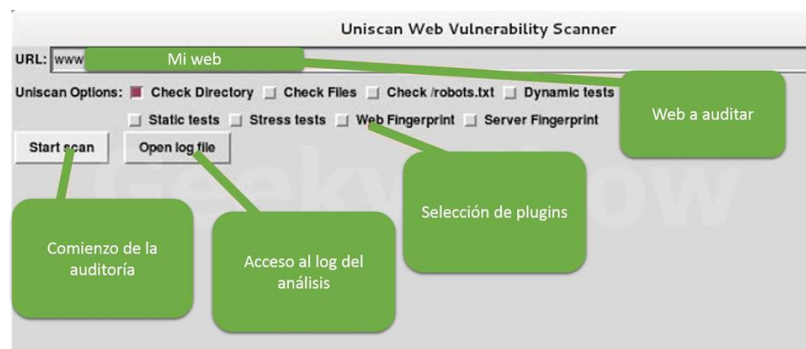 Uniscan Web Vulnerability Scanner
URL: www Mi web
Uniscan Options: Check Directory Check Files Check /robots.txt Dynamic tests
Static tests Stress tests Web Fingerprint Server Fingerprint
Web a auditar
Start scan Open log file
Selección de plugins
Comienzo de la
auditoría
Acceso al log del
análisis